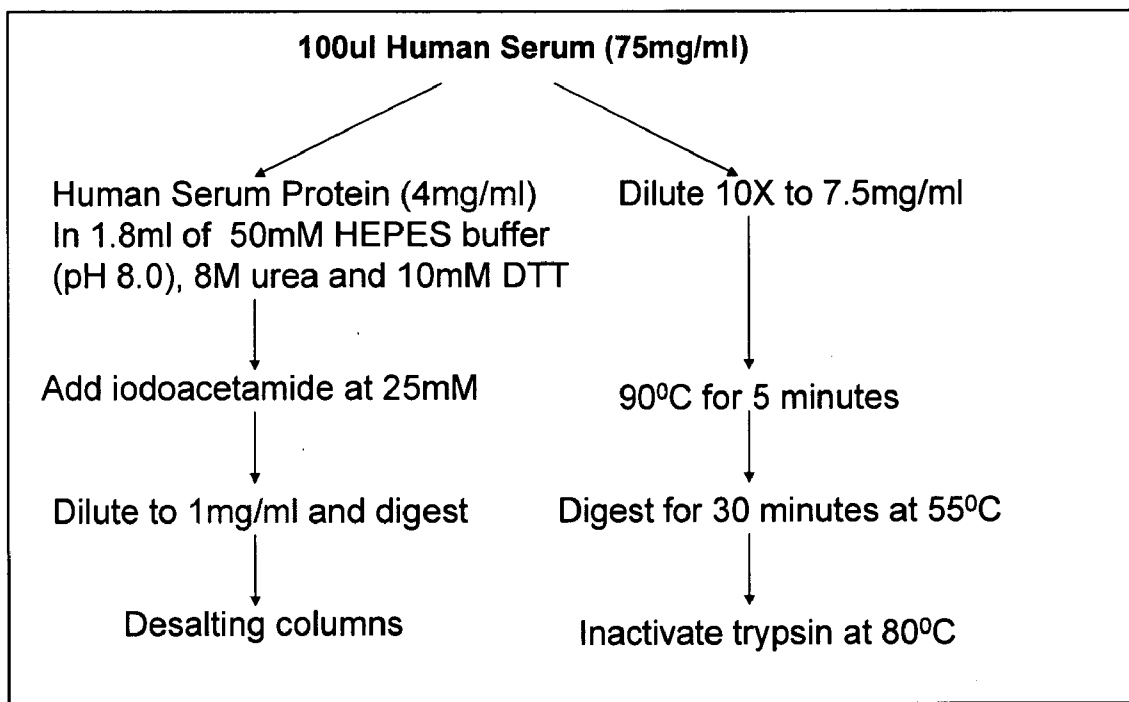 100ul Human Serum (75mg/ml)
Human Serum Protein (4mg/ml)
In 1.8ml of 50mM HEPES buffer
(pH 8.0), 8M urea and 10mM DTT
Add iodoacetamide at 25mM
Dilute to 1mg/ml and digest
Desalting columns
Dilute 10X to 7.5mg/ml
90⁰C for 5 minutes
Digest for 30 minutes at 55⁰C
Inactivate trypsin at 80⁰C